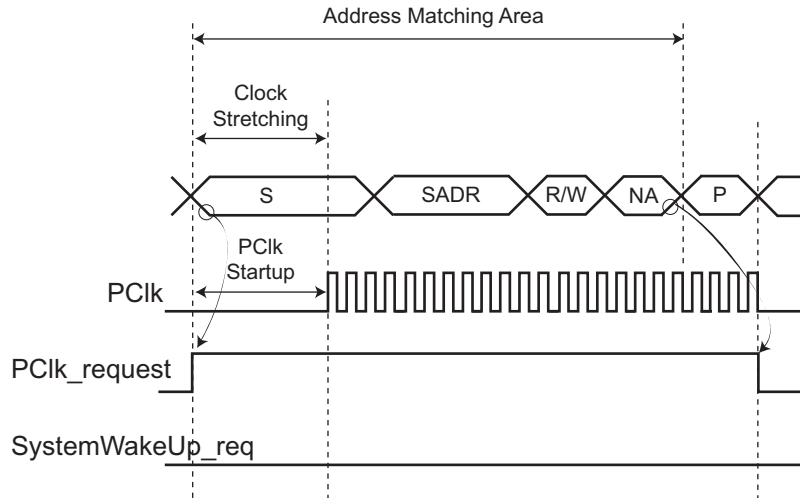 Address Matching Area
Clock
Stretching
S SADR R/W NA P
PClk
Startup
PClk
PClk_request
SystemWakeUp_req